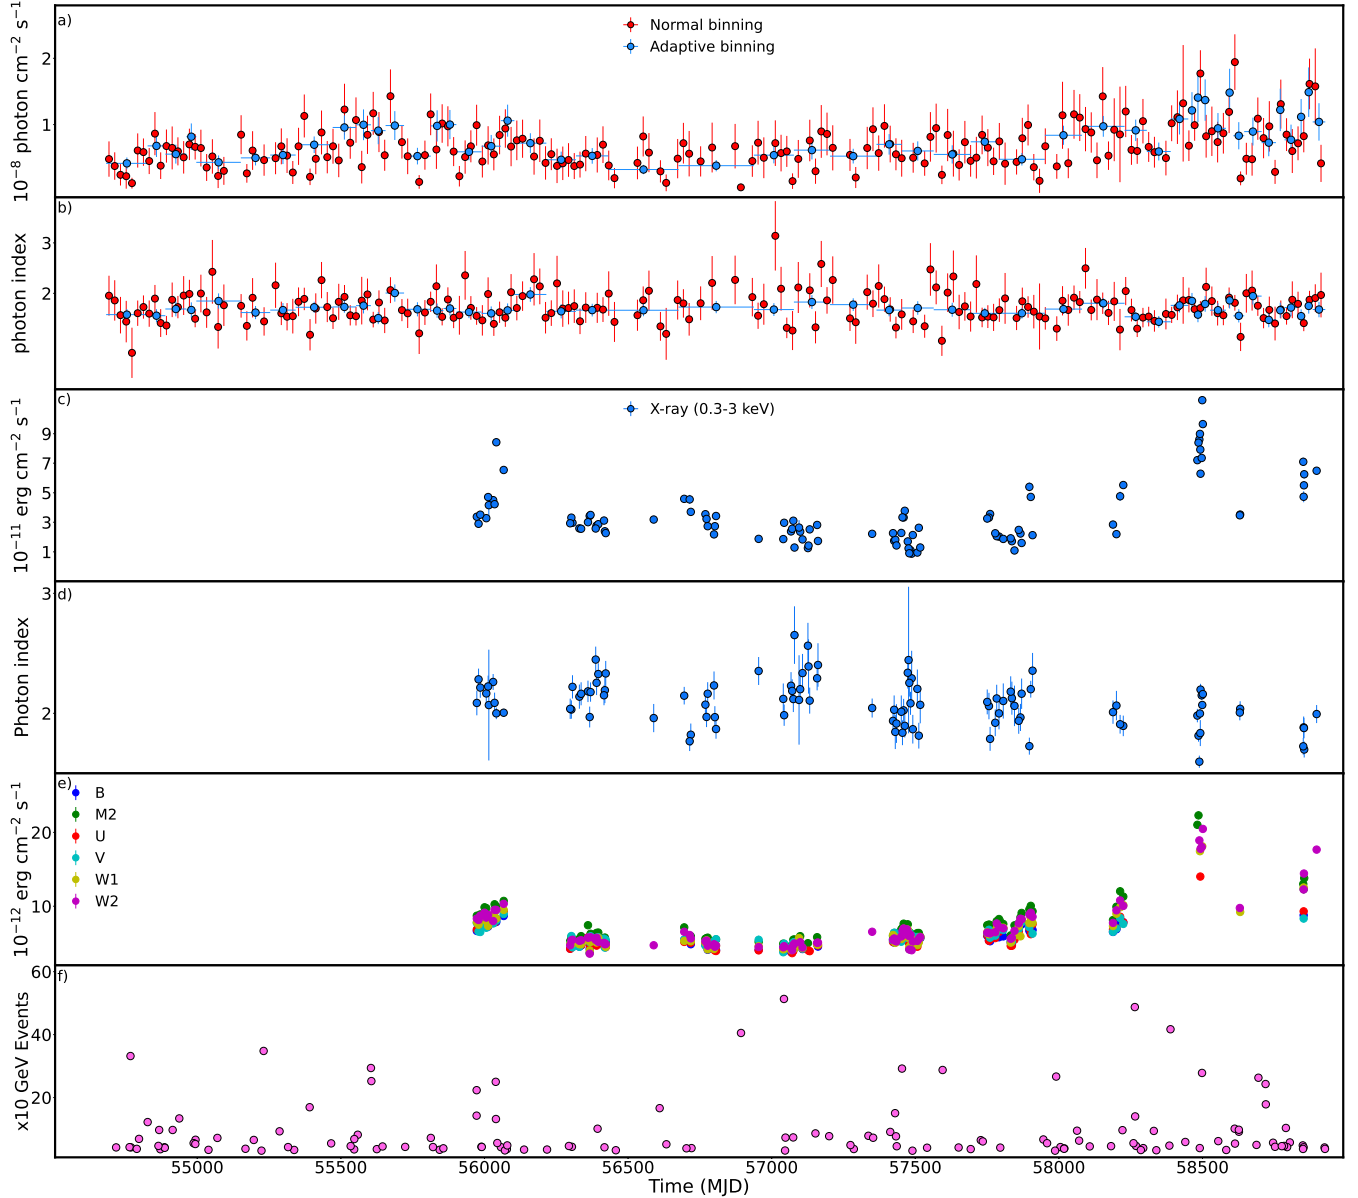 a)
Normal binning
Adaptive binning
10⁻⁸ photon cm⁻² s⁻¹
2
1
b)
photon index
3
2
c)
X-ray (0.3-3 keV)
10⁻¹¹ erg cm⁻² s⁻¹
9
7
5
3
1
d)
Photon index
3
2
e)
B
M2
U
V
W1
W2
10⁻¹² erg cm⁻² s⁻¹
20
10
f)
x10 GeV Events
60
40
20
55000 55500 56000 56500 57000 57500 58000 58500
Time (MJD)